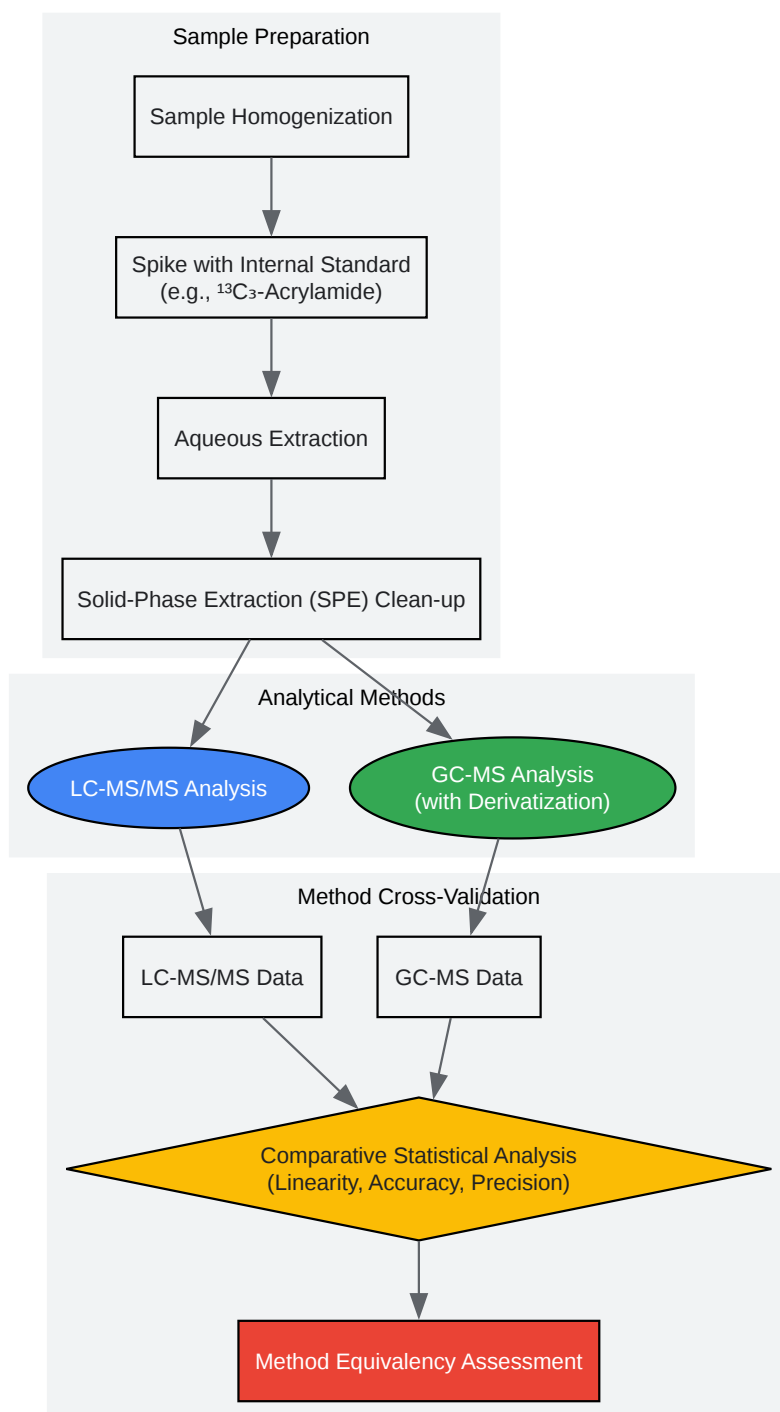 Sample Preparation
Sample Homogenization
Spike with Internal Standard
(e.g., ¹³C₃-Acrylamide)
Aqueous Extraction
Solid-Phase Extraction (SPE) Clean-up
Analytical Methods
LC-MS/MS Analysis
GC-MS Analysis
(with Derivatization)
Method Cross-Validation
LC-MS/MS Data
GC-MS Data
Comparative Statistical Analysis
(Linearity, Accuracy, Precision)
Method Equivalency Assessment